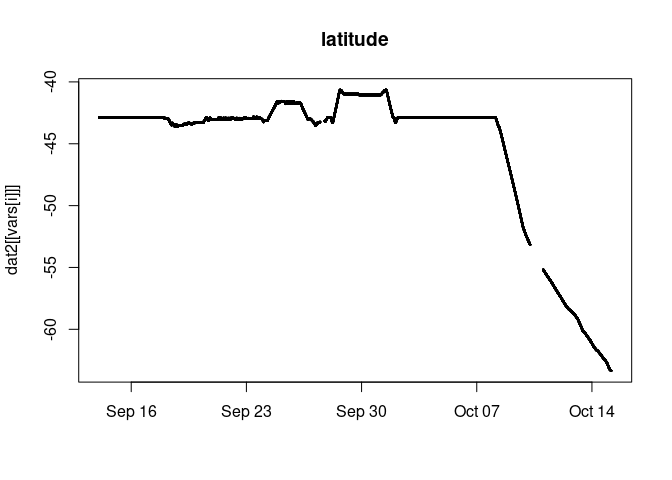 latitude
dat2[[vars[i]]]
-40
-45
-50
-55
-60
Sep 16
Sep 23
Sep 30
Oct 07
Oct 14